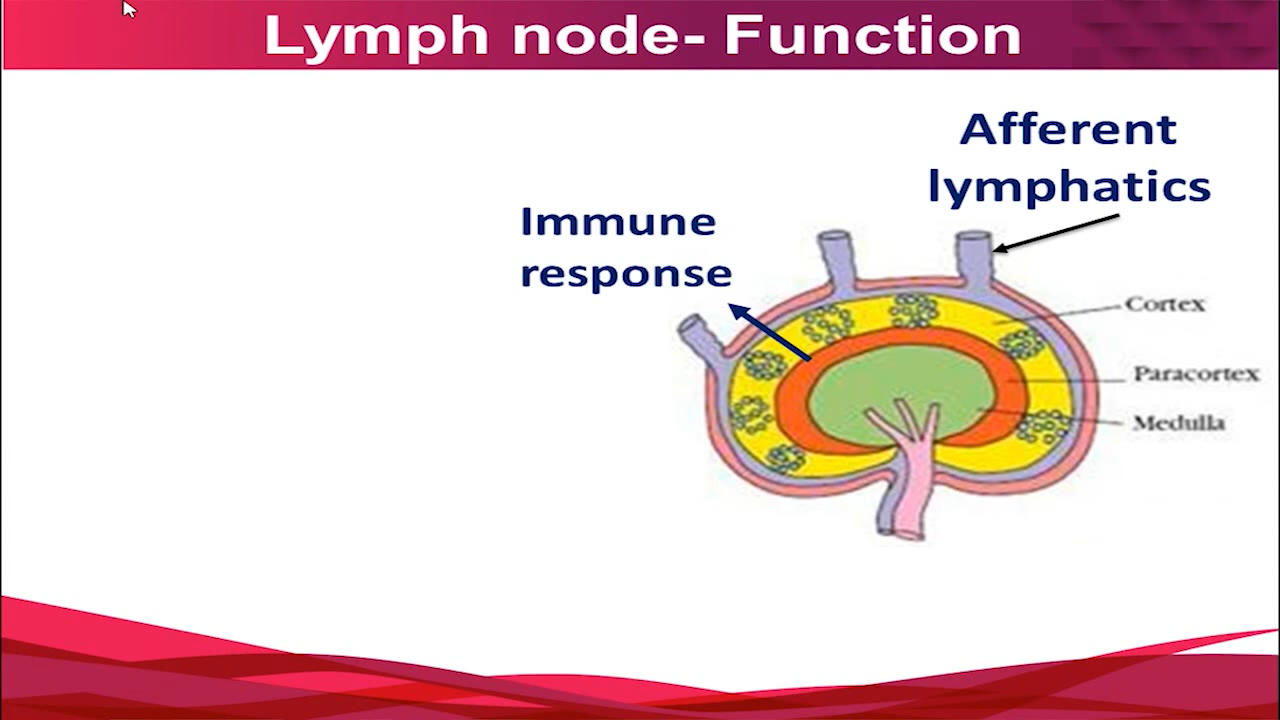 Lymph node- Function
Afferent
lymphatics
Immune
response
Cortex
Paracortex
Medulla